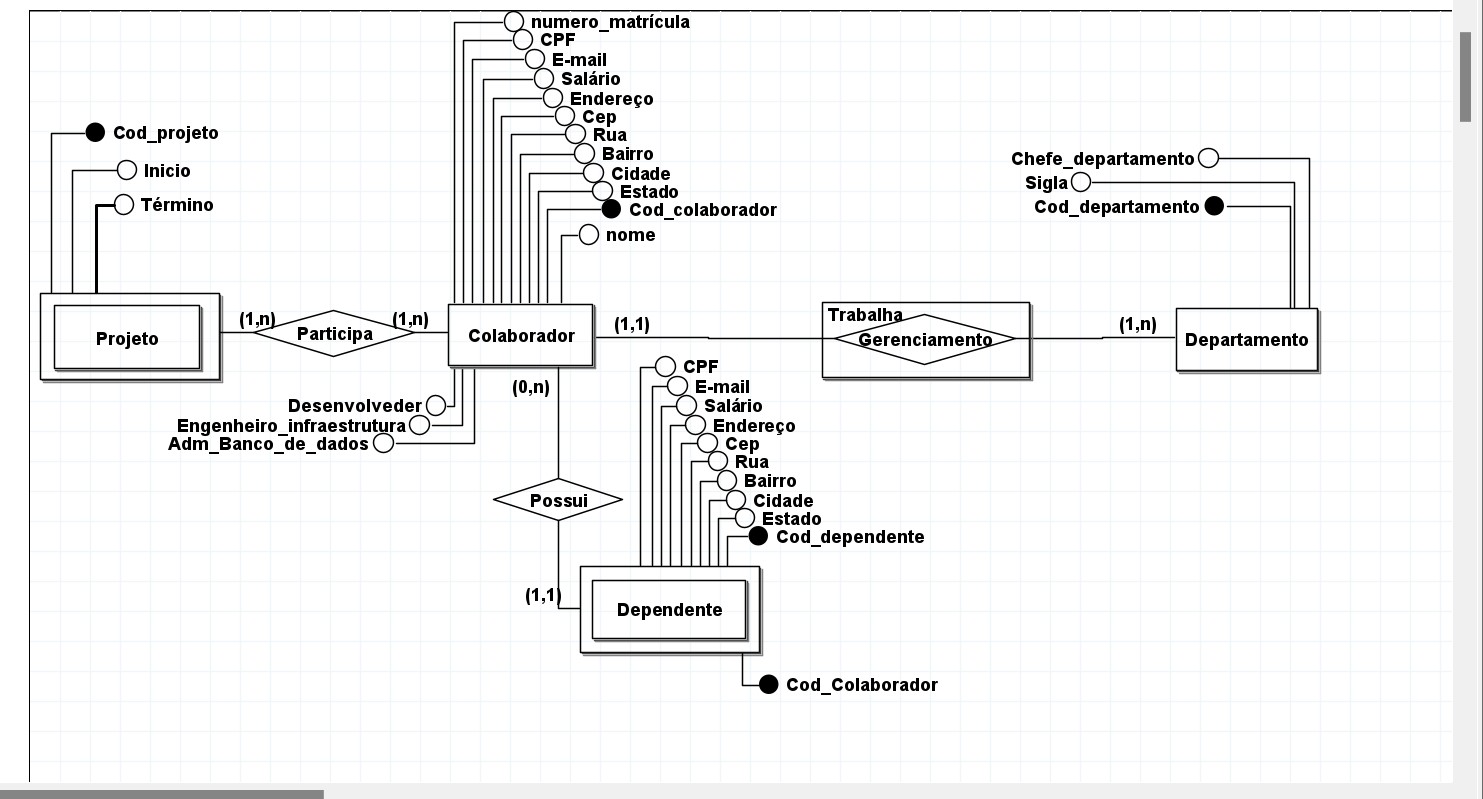 numero_matrícula
CPF
E-mail
Salário
Endereço
Cep
Rua
Bairro
Cidade
Estado
Cod_colaborador
nome
Cod_projeto
Inicio
Término
Chefe_departamento
Sigla
Cod_departamento
Projeto
(1,n)
Participa
(1,n)
Colaborador
(1,1)
Trabalha
Gerenciamento
(1,n)
Departamento
Desenvolveder
Engenheiro_infraestrutura
Adm_Banco_de_dados
(0,n)
Possui
(1,1)
CPF
E-mail
Salário
Endereço
Cep
Rua
Bairro
Cidade
Estado
Cod_dependente
Dependente
Cod_Colaborador